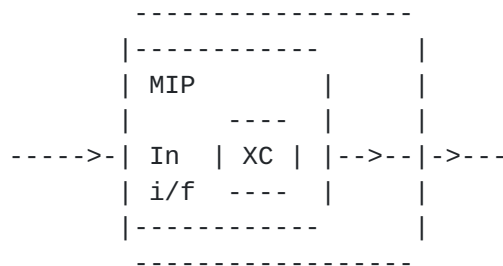 ------------------
|------------       |
| MIP        |      |
|       ---- |      |
----->-| In  | XC | |-->--|->---
| i/f   ---- |      |
|------------       |
------------------